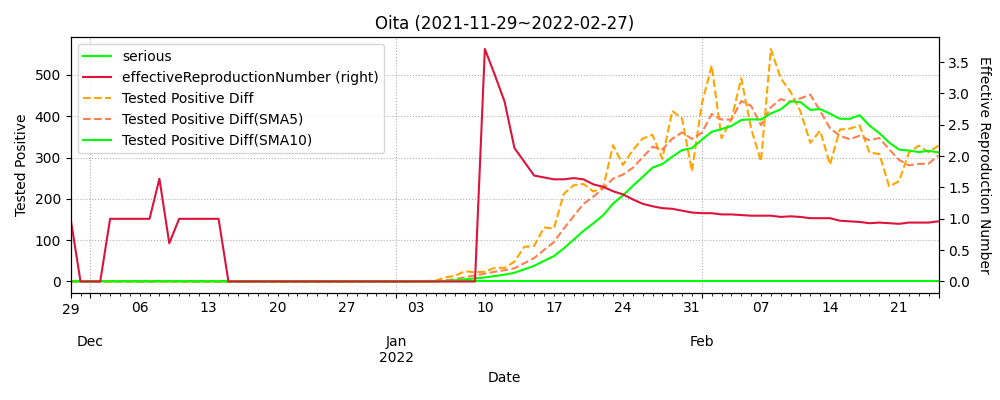 Oita (2021-11-29~2022-02-27)
serious
effectiveReproductionNumber (right)
Tested Positive Diff
Tested Positive Diff(SMA5)
Tested Positive Diff(SMA10)
Tested Positive
500
400
300
200
100
0
Effective Reproduction Number
3.5
3.0
2.5
2.0
1.5
1.0
0.5
0.0
29 06 13 20 27 03 10 17 24 31 07 14 21
Dec Jan Feb
2022
Date